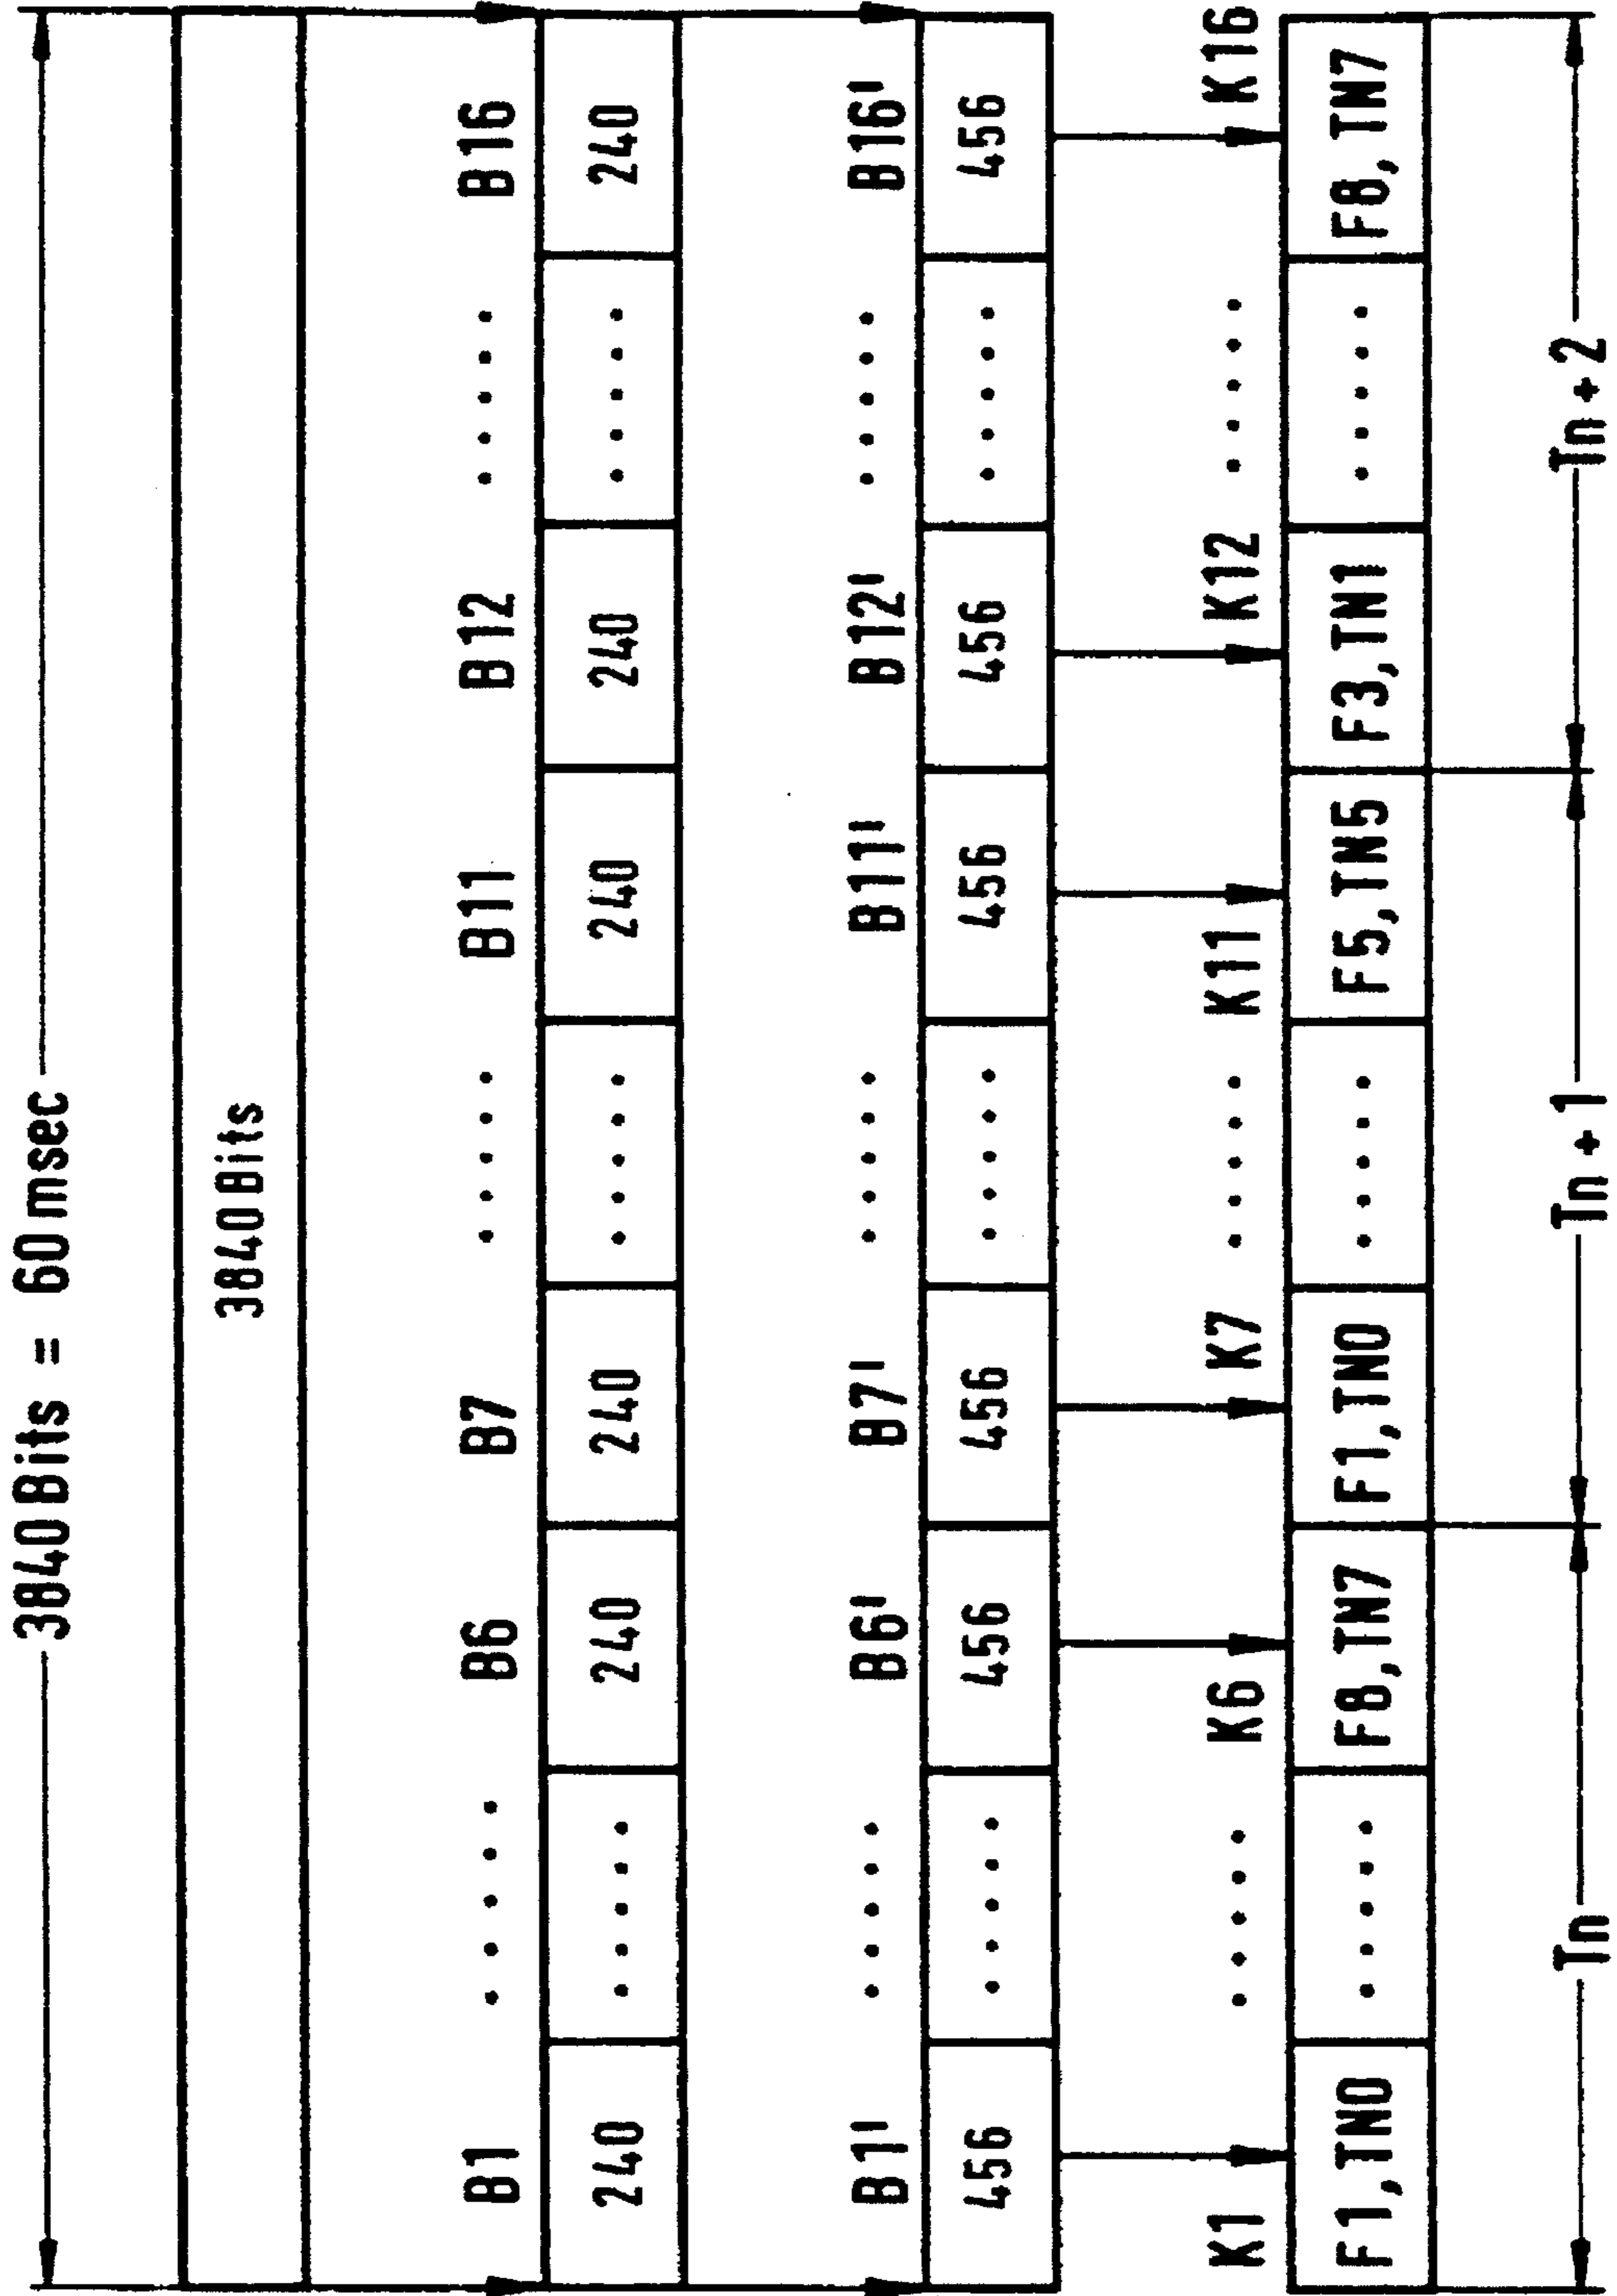 3840 Bits = 60 msec
3840 Bits
B1 ..... B6 B7 ..... B11 B12 ..... B16
240 ..... 240 240 ..... 240 240 ..... 240
B1' ..... B6' B7' ..... B11' B12' ..... B16'
456 ..... 456 456 ..... 456 456 ..... 456
K1 ..... K6 K7 ..... K11 K12 ..... K16
F1,TN0 ..... F8,TN7 F1,TN0 ..... F5,TN5 F3,TN1 ..... F8,TN7
Tn Tn+1 Tn+2